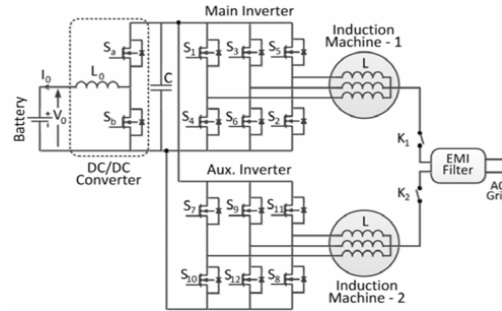 Main Inverter
Induction
Machine - 1
Sa
S1
S3
S5
L
I0
L0
C
Battery
V0
Sb
S4
S6
S2
K1
DC/DC
Converter
Aux. Inverter
EMI
Filter
AC
Grid
K2
S7
S9
S11
L
S10
S12
S8
Induction
Machine - 2